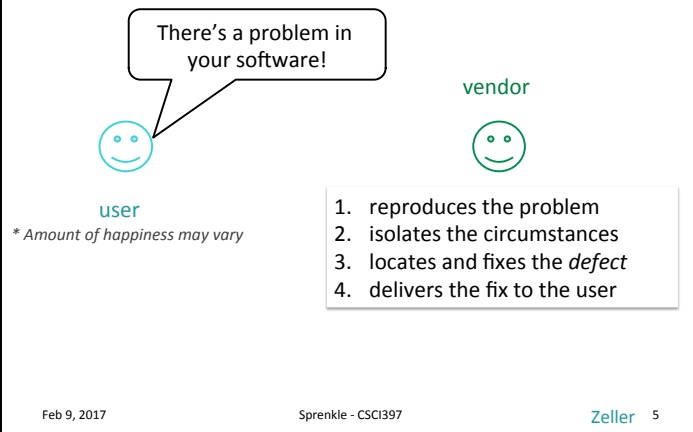 There's a problem in
your software!
vendor
user
* Amount of happiness may vary
1. reproduces the problem
2. isolates the circumstances
3. locates and fixes the defect
4. delivers the fix to the user
Feb 9, 2017
Sprenkle - CSCI397
Zeller 5